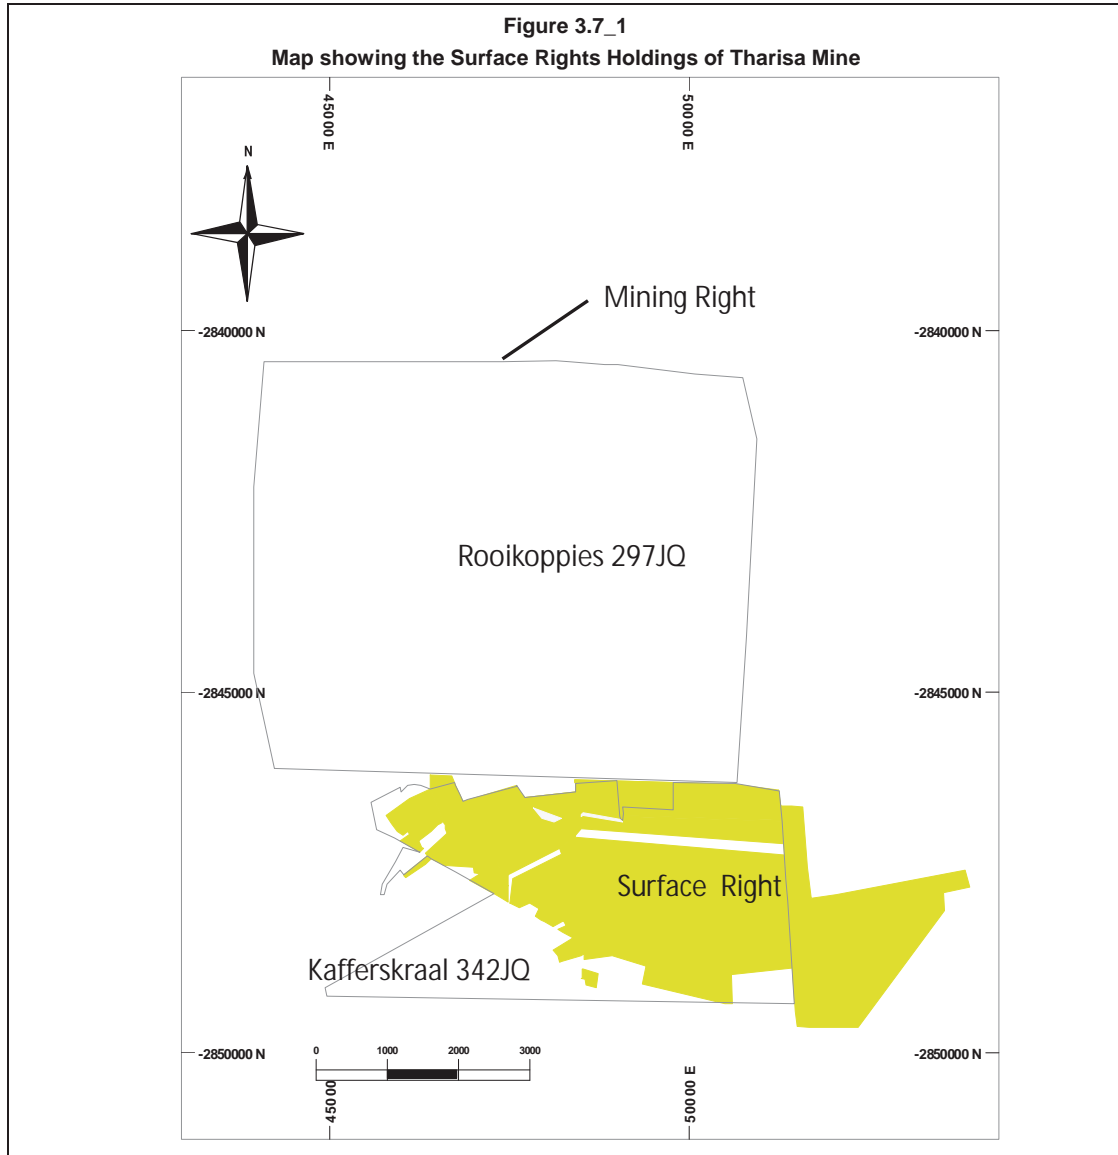 Figure 3.7_1
Map showing the Surface Rights Holdings of Tharisa Mine
45000 E
50000 E
N
Mining Right
-2840000 N
-2840000 N
Rooikoppies 297JQ
-2845000 N
-2845000 N
Surface Right
Kafferskraal 342JQ
0 1000 2000 3000
-2850000 N
-2850000 N
45000
50000 E